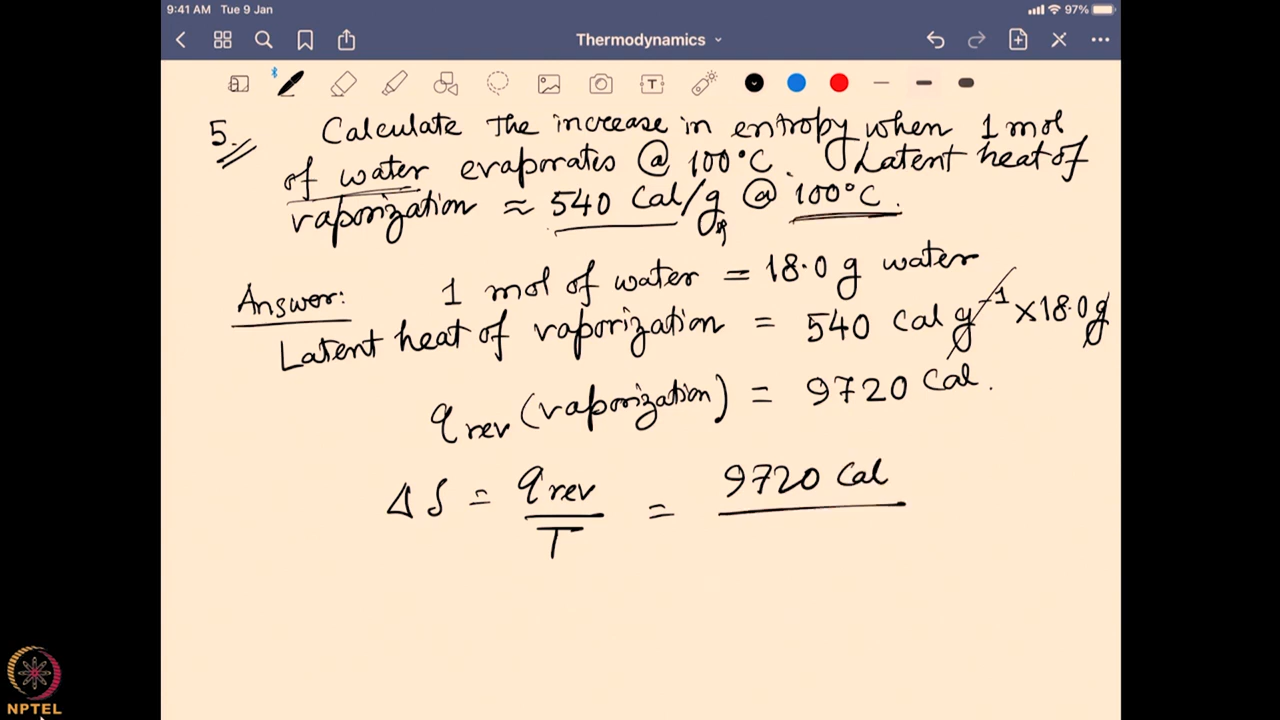 9:41 AM Tue 9 Jan
97%
Thermodynamics
5. Calculate the increase in entropy when 1 mol
of water evaporates @ 100°C. Latent heat of
vaporization ≈ 540 Cal/g @ 100°C.
Answer: 1 mol of water = 18.0 g water
Latent heat of vaporization = 540 Cal g⁻¹ × 18.0g
q rev (vaporization) = 9720 Cal.
ΔS = q rev / T = 9720 Cal
NPTEL